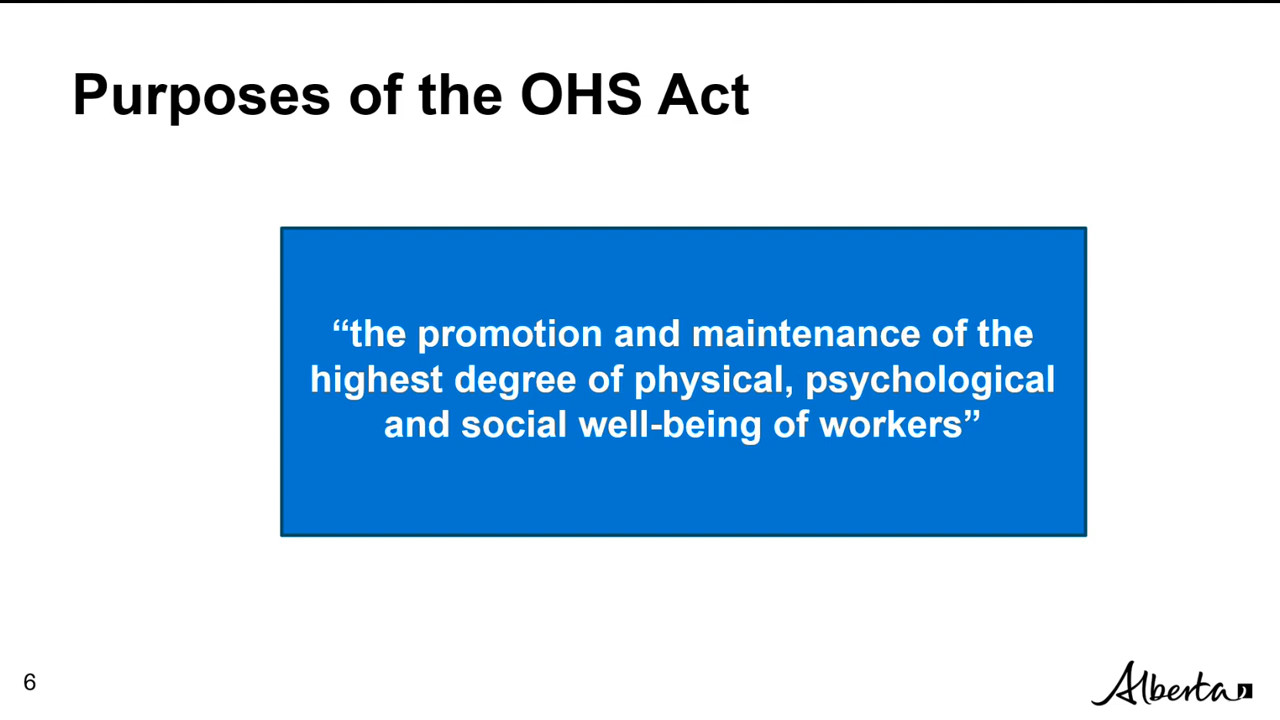 Purposes of the OHS Act
“the promotion and maintenance of the
highest degree of physical, psychological
and social well-being of workers”
6
Alberta